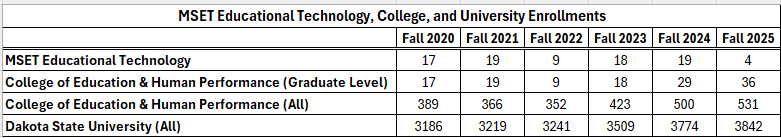 MSET Educational Technology, College, and University Enrollments
Fall 2020 Fall 2021 Fall 2022 Fall 2023 Fall 2024 Fall 2025
MSET Educational Technology 17 19 9 18 19 4
College of Education & Human Performance (Graduate Level) 17 19 9 18 29 36
College of Education & Human Performance (All) 389 366 352 423 500 531
Dakota State University (All) 3186 3219 3241 3509 3774 3842